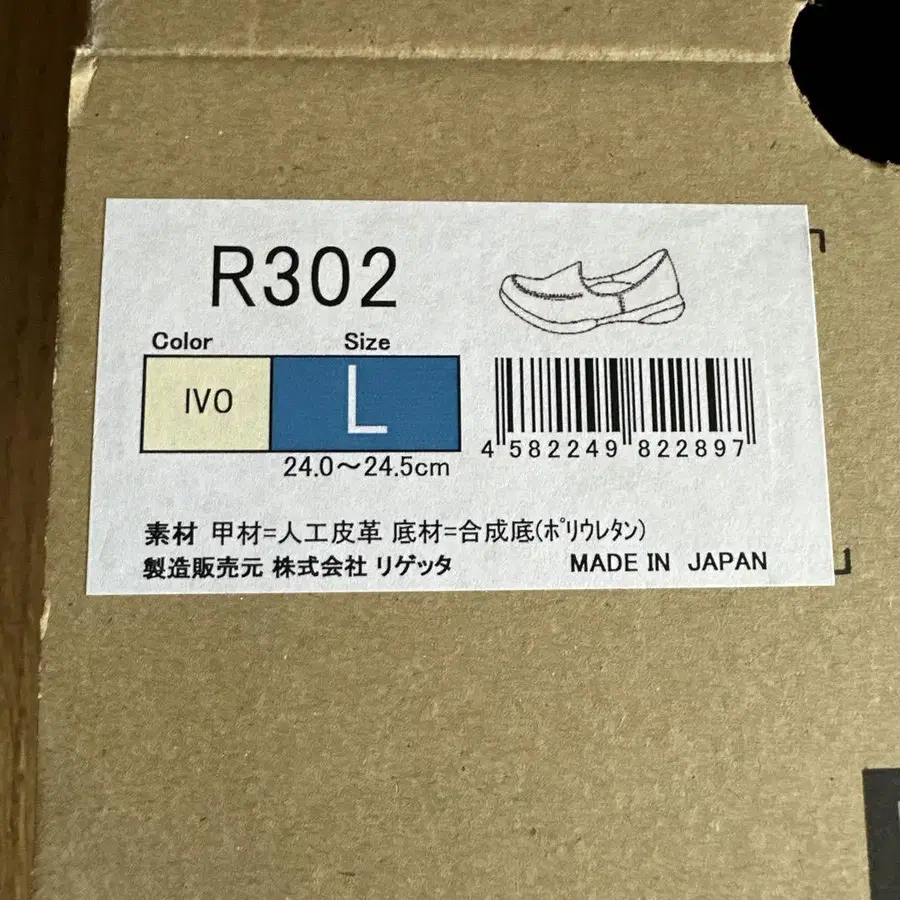 R302
Color Size
IVO L
24.0～24.5cm
4 582249 822897
素材 甲材=人工皮革 底材=合成底(ﾎﾟﾘｳﾚﾀﾝ)
製造販売元 株式会社 リゲッタ MADE IN JAPAN